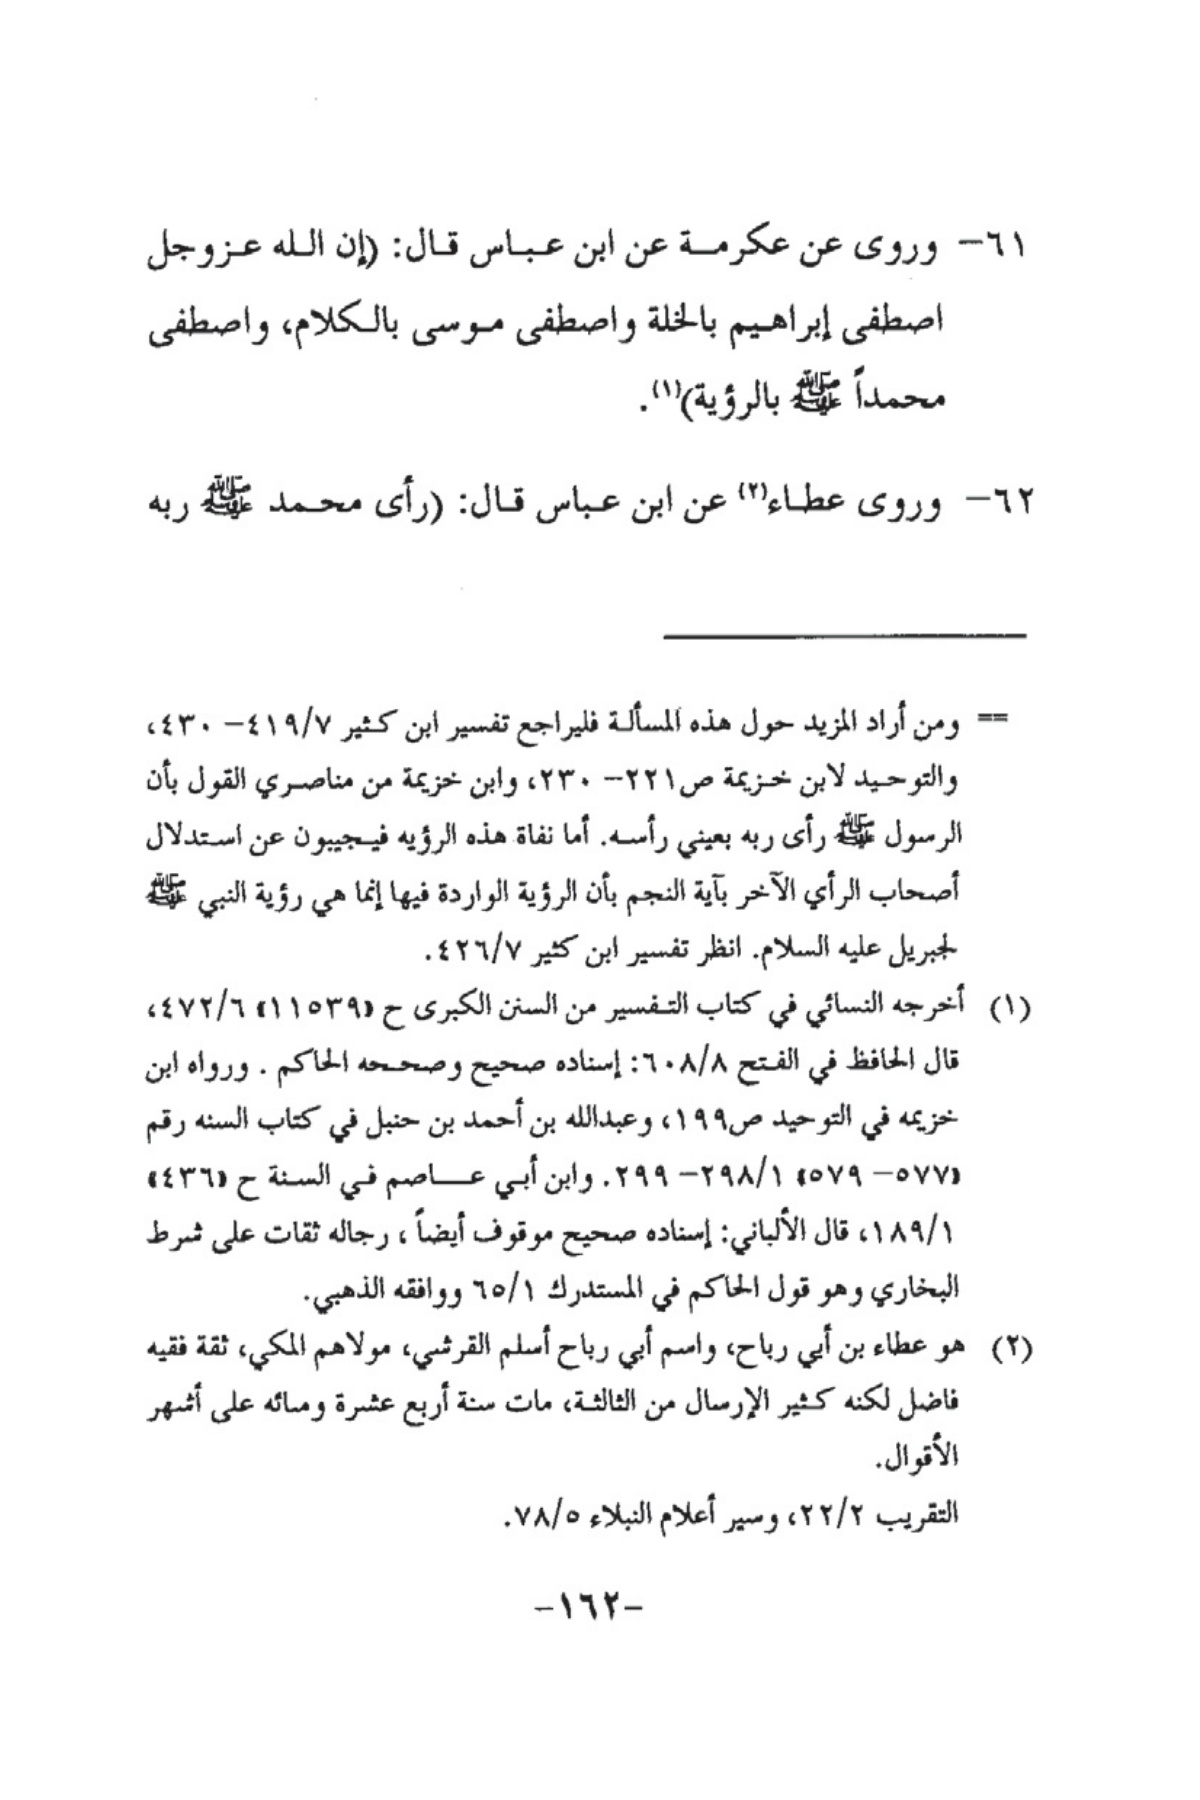 ٦١- وروى عن عكرمة عن ابن عباس قال: (إن الله عزوجل
اصطفى إبراهيم بالخلة واصطفى موسى بالكلام، واصطفى
محمداً ﷺ بالرؤية)(١).
٦٢- وروى عطاء(٢) عن ابن عباس قال: (رأى محمد ﷺ ربه
== ومن أراد المزيد حول هذه المسألة فليراجع تفسير ابن كثير ٤١٩/٧- ٤٣٠،
والتوحيد لابن خزيمة ص٢٢١- ٢٣٠، وابن خزيمة من مناصري القول بأن
الرسول ﷺ رأى ربه بعيني رأسه. أما نفاة هذه الرؤيه فيجيبون عن استدلال
أصحاب الرأي الآخر بآية النجم بأن الرؤية الواردة فيها إنما هي رؤية النبي ﷺ
لجبريل عليه السلام. انظر تفسير ابن كثير ٤٢٦/٧.
(١) أخرجه النسائي في كتاب التفسير من السنن الكبرى ح «١١٥٣٩» ٤٧٢/٦،
قال الحافظ في الفتح ٦٠٨/٨: إسناده صحيح وصححه الحاكم . ورواه ابن
خزيمه في التوحيد ص١٩٩، وعبدالله بن أحمد بن حنبل في كتاب السنه رقم
«٥٧٧- ٥٧٩» ٢٩٨/١- ٢٩٩. وابن أبي عاصم في السنة ح «٤٣٦»
١٨٩/١، قال الألباني: إسناده صحيح موقوف أيضاً ، رجاله ثقات على شرط
البخاري وهو قول الحاكم في المستدرك ٦٥/١ ووافقه الذهبي.
(٢) هو عطاء بن أبي رباح، واسم أبي رباح أسلم القرشي، مولاهم المكي، ثقة فقيه
فاضل لكنه كثير الإرسال من الثالثة، مات سنة أربع عشرة ومائه على أشهر
الأقوال.
التقريب ٢٢/٢، وسير أعلام النبلاء ٧٨/٥.
-١٦٢-